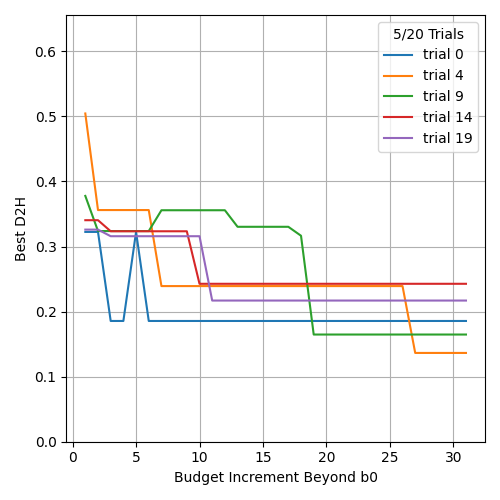 5/20 Trials
trial 0
trial 4
trial 9
trial 14
trial 19
Best D2H
0.6
0.5
0.4
0.3
0.2
0.1
0.0
0 5 10 15 20 25 30
Budget Increment Beyond b0